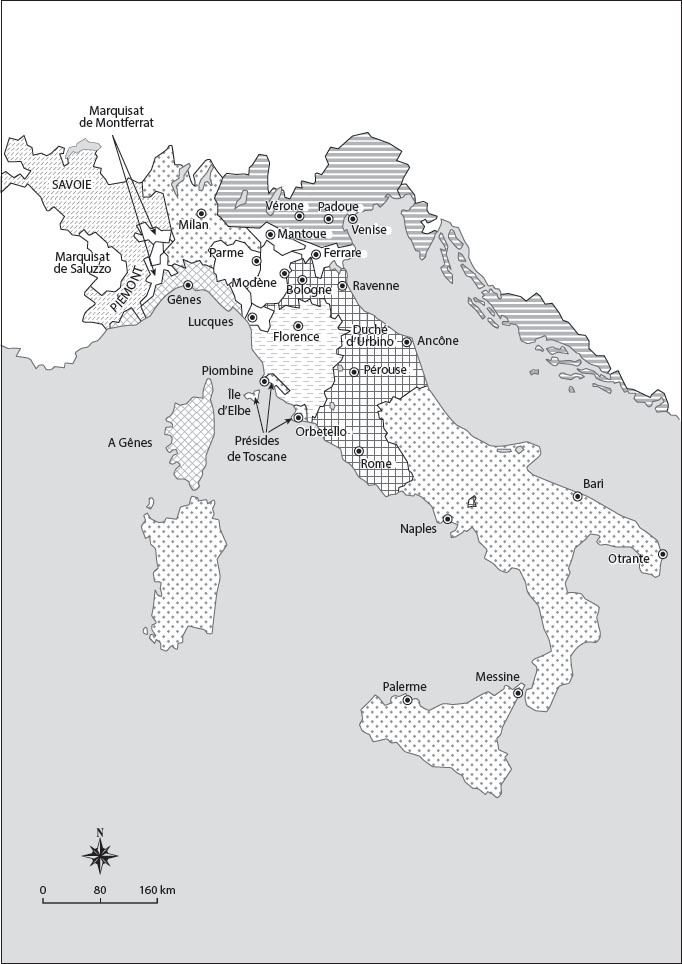 Marquisat
de Montferrat
SAVOIE
Vérone
Padoue
Milan
Venise
Mantoue
Marquisat
de Saluzzo
Parme
Ferrare
PIÉMONT
Modène
Bologne
Ravenne
Gênes
Lucques
Florence
Duché
d'Urbino
Ancône
Piombine
Pérouse
Île
d'Elbe
A Gênes
Présides
de Toscane
Orbetello
Rome
Bari
Naples
Otrante
Messine
Palerme
N
0 80 160 km